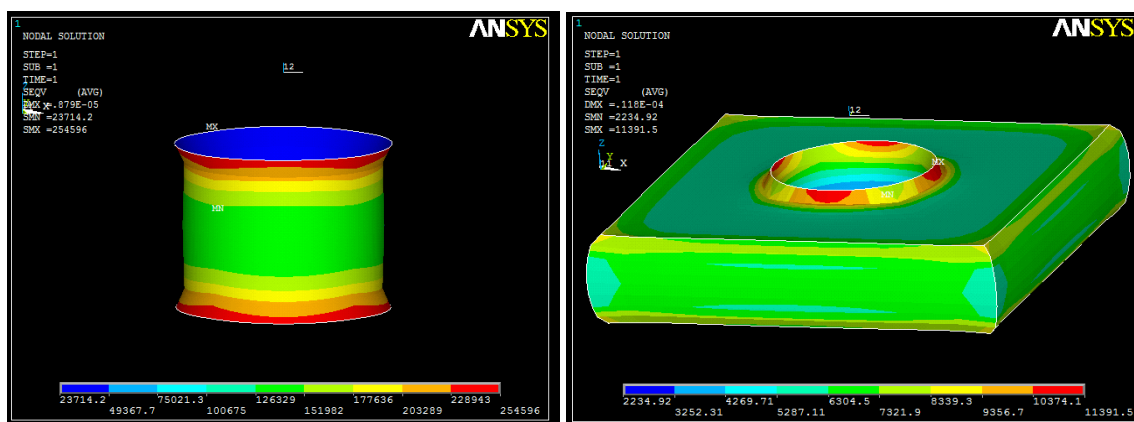 1
ANSYS
NODAL SOLUTION
STEP=1
SUB =1
TIME=1
SEQV (AVG)
DMX =.879E-05
SMN =23714.2
SMX =254596
12
X
MX
MN
23714.2 75021.3 126329 177636 228943
49367.7 100675 151982 203289 254596
1
ANSYS
NODAL SOLUTION
STEP=1
SUB =1
TIME=1
SEQV (AVG)
DMX =.118E-04
SMN =2234.92
SMX =11391.5
12
Z
Y
X
MX
MN
2234.92 4269.71 6304.5 8339.3 10374.1
3252.31 5287.11 7321.9 9356.7 11391.5